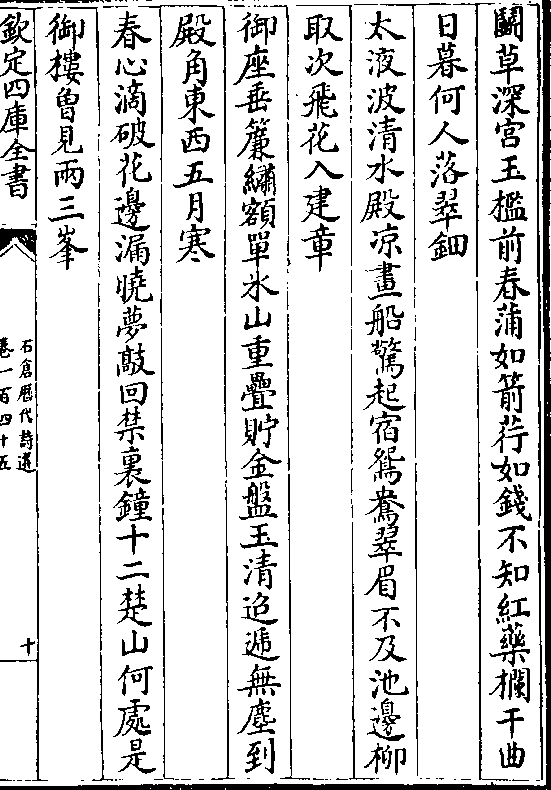 鬭草深宫玉檻前春蒲如箭荇如錢不知紅藥欄干曲
日暮何人落翠鈿
太液波清水殿凉畫船驚起宿鴛鴦翠眉不及池邊柳
取次飛花入建章
御座垂簾繡額單氷山重疊貯金盤玉清迢遞無塵到
殿角東西五月寒
春心滴破花邊漏曉夢敲回禁裏鐘十二楚山何處是
御樓曾見兩三峯
欽定四庫全書
石倉歷代詩選
卷一百四十五
十